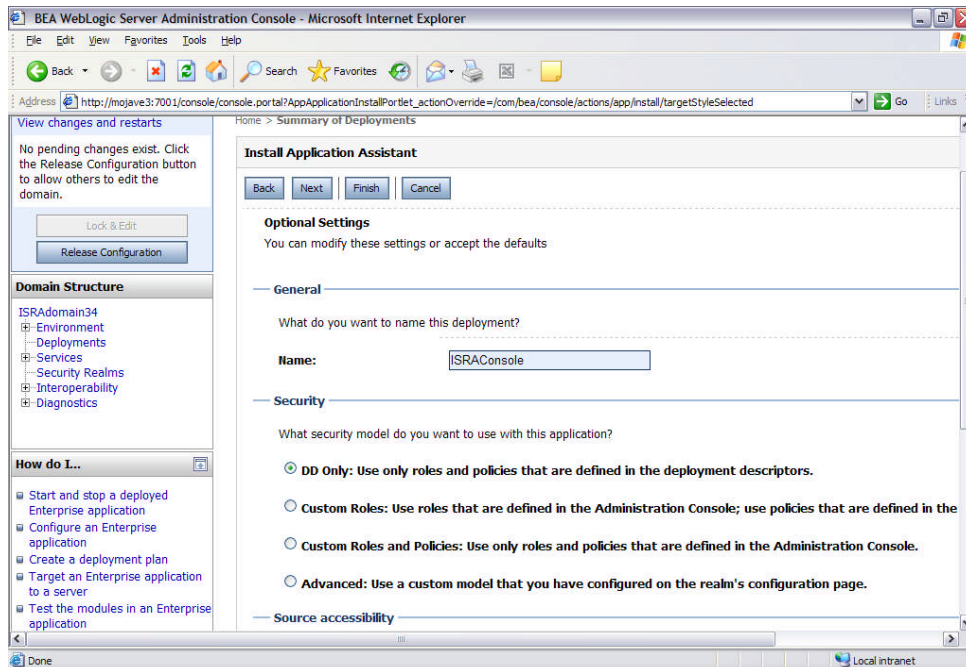 BEA WebLogic Server Administration Console - Microsoft Internet Explorer
File Edit View Favorites Tools Help
Back Search Favorites
Address http://mojave3:7001/console/console.portal?AppApplicationInstallPortlet_actionOverride=/com/bea/console/actions/app/install/targetStyleSelected Go Links
View changes and restarts
No pending changes exist. Click
the Release Configuration button
to allow others to edit the
domain.
Lock & Edit
Release Configuration
Domain Structure
ISRAdomain34
Environment
Deployments
Services
Security Realms
Interoperability
Diagnostics
How do I...
Start and stop a deployed
Enterprise application
Configure an Enterprise
application
Create a deployment plan
Target an Enterprise application
to a server
Test the modules in an Enterprise
application
Home > Summary of Deployments
Install Application Assistant
Back Next Finish Cancel
Optional Settings
You can modify these settings or accept the defaults
General
What do you want to name this deployment?
Name: ISRAConsole
Security
What security model do you want to use with this application?
DD Only: Use only roles and policies that are defined in the deployment descriptors.
Custom Roles: Use roles that are defined in the Administration Console; use policies that are defined in the
Custom Roles and Policies: Use only roles and policies that are defined in the Administration Console.
Advanced: Use a custom model that you have configured on the realm's configuration page.
Source accessibility
Done Local intranet